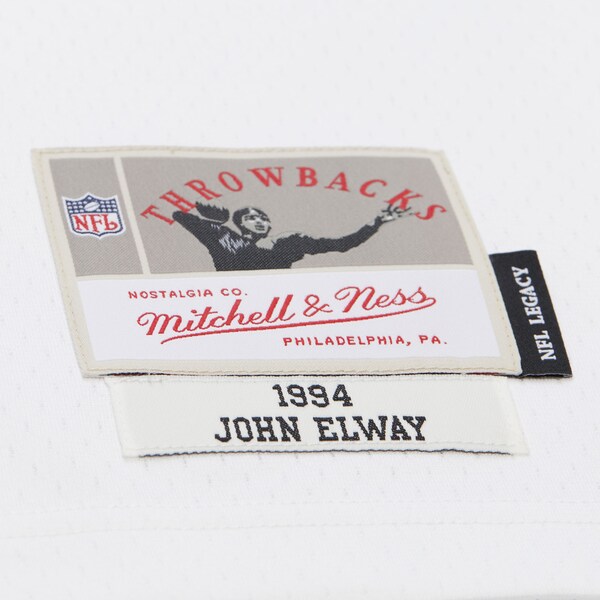 THROWBACKS
NFL
NOSTALGIA CO.
Mitchell & Ness
PHILADELPHIA, PA.
NFL LEGACY
1994
JOHN ELWAY